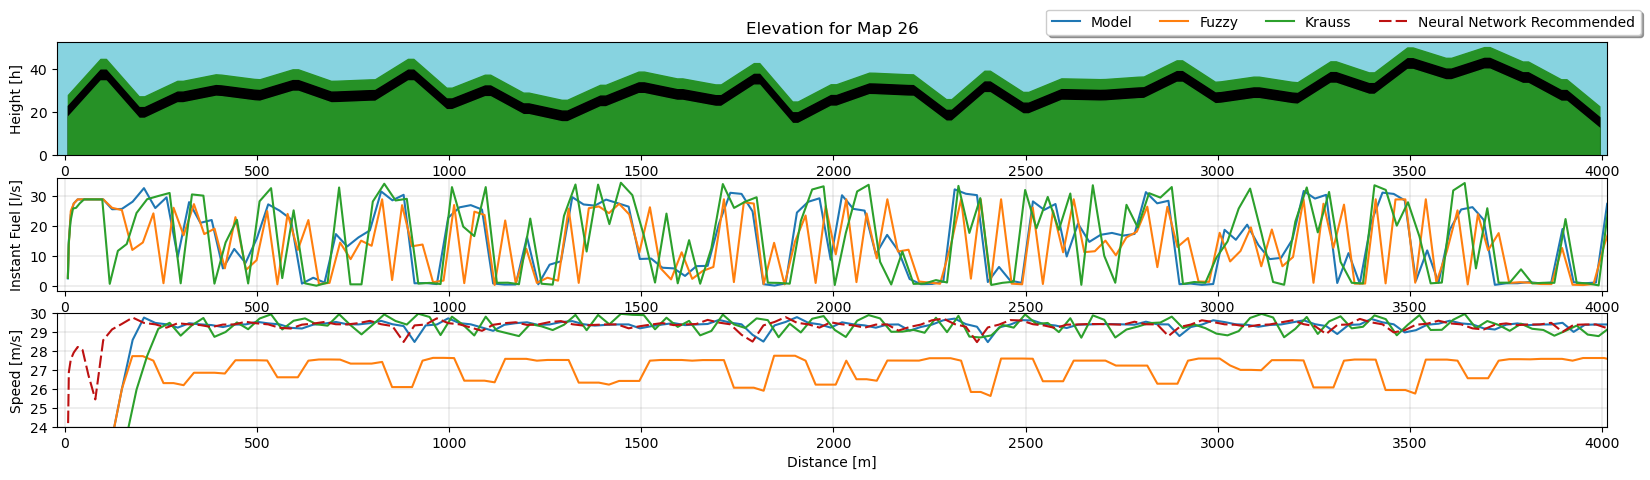 Model Fuzzy Krauss Neural Network Recommended
Elevation for Map 26
Height [h]
40
20
0
0 500 1000 1500 2000 2500 3000 3500 4000
Instant Fuel [l/s]
30
20
10
0
0 500 1000 1500 2000 2500 3000 3500 4000
Speed [m/s]
30
29
28
27
26
25
24
0 500 1000 1500 2000 2500 3000 3500 4000
Distance [m]